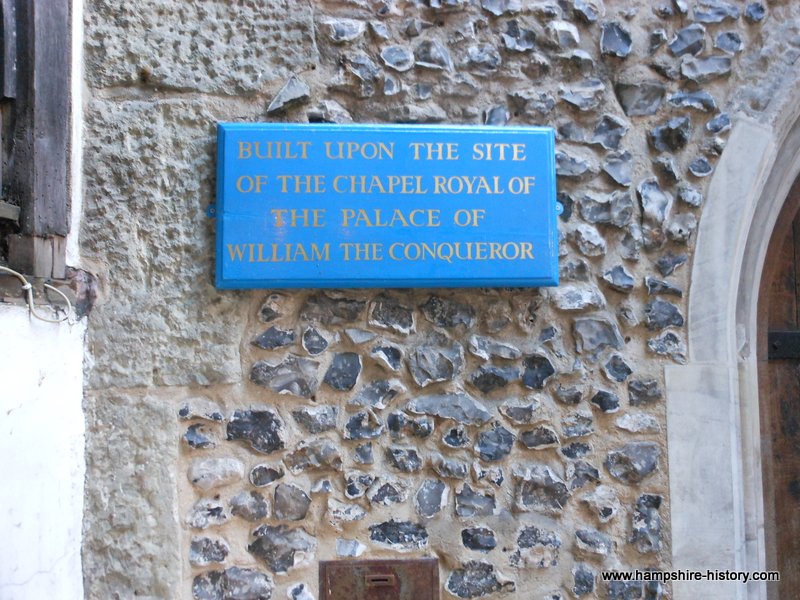 BUILT UPON THE SITE
OF THE CHAPEL ROYAL OF
THE PALACE OF
WILLIAM THE CONQUEROR
www.hampshire-history.com